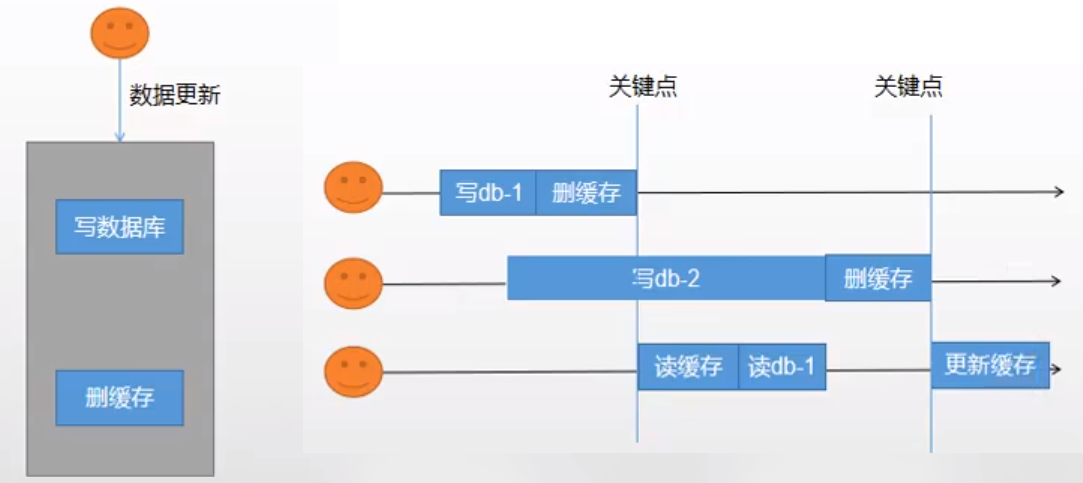 数据更新
写数据库
删缓存
关键点
关键点
写db-1
删缓存
写db-2
删缓存
读缓存
读db-1
更新缓存